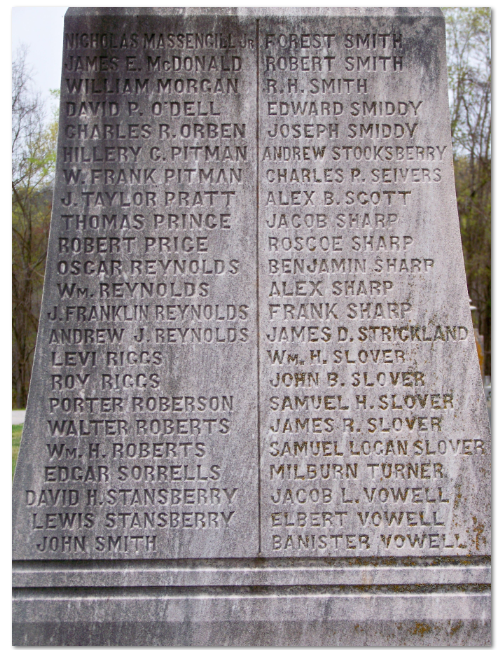 NICHOLAS MASSENGILL JR
JAMES E. McDONALD
WILLIAM MORGAN
DAVID P. O'DELL
CHARLES R. ORBEN
HILLERY C. PITMAN
W. FRANK PITMAN
J. TAYLOR PRATT
THOMAS PRINCE
ROBERT PRICE
OSCAR REYNOLDS
WM. REYNOLDS
J. FRANKLIN REYNOLDS
ANDREW J. REYNOLDS
LEVI RIGGS
ROY RIGGS
PORTER ROBERSON
WALTER ROBERTS
WM. H. ROBERTS
EDGAR SORRELLS
DAVID H. STANSBERRY
LEWIS STANSBERRY
JOHN SMITH
FOREST SMITH
ROBERT SMITH
R. H. SMITH
EDWARD SMIDDY
JOSEPH SMIDDY
ANDREW STOOKSBERRY
CHARLES P. SEIVERS
ALEX B. SCOTT
JACOB SHARP
ROSCOE SHARP
BENJAMIN SHARP
ALEX SHARP
FRANK SHARP
JAMES D. STRICKLAND
WM. H. SLOVER
JOHN B. SLOVER
SAMUEL H. SLOVER
JAMES R. SLOVER
SAMUEL LOGAN SLOVER
MILBURN TURNER
JACOB L. VOWELL
ELBERT VOWELL
BANISTER VOWELL